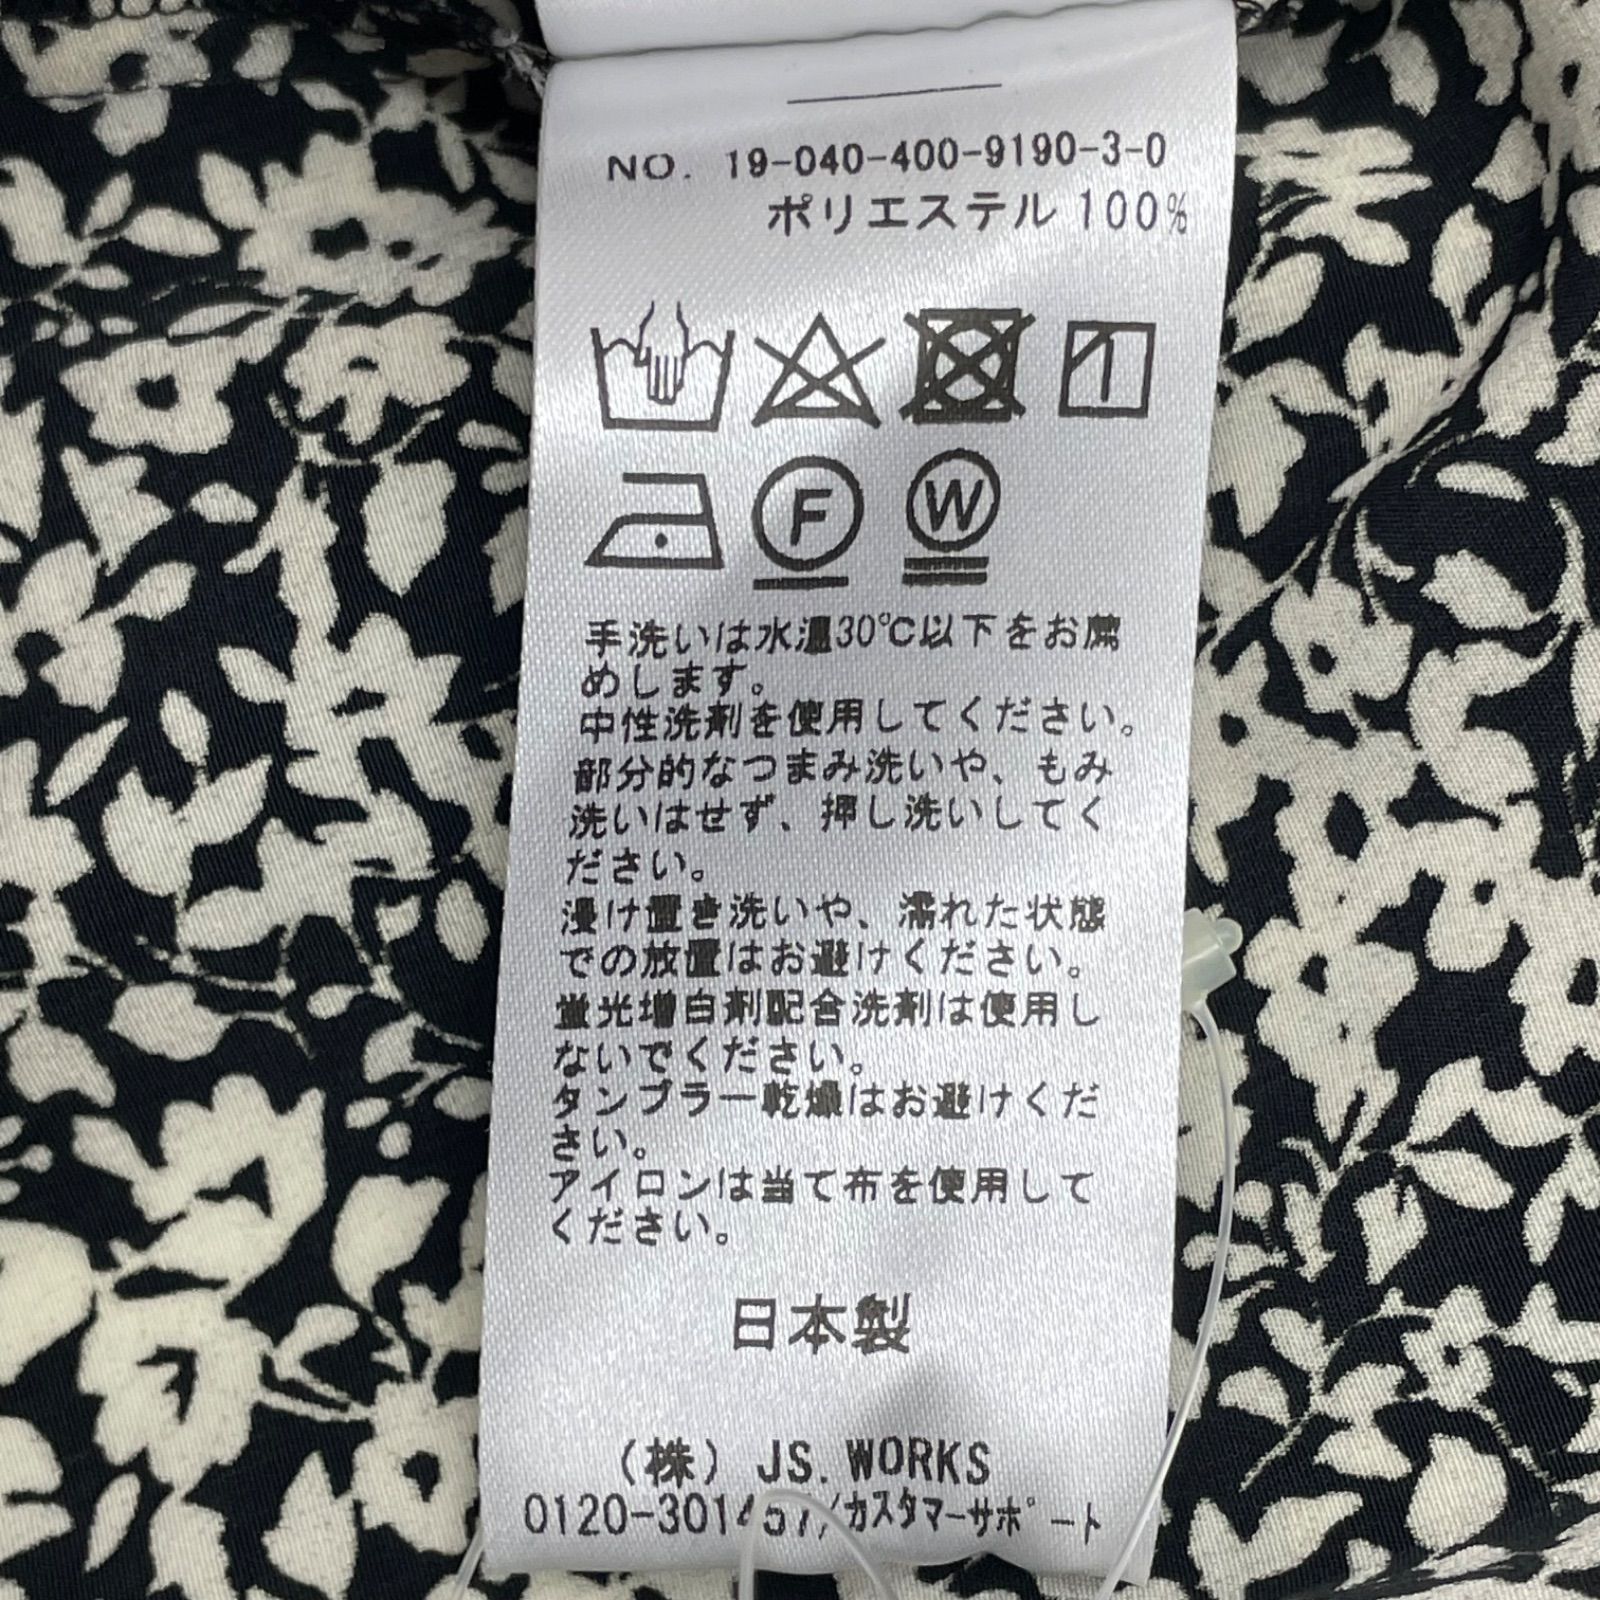 NO. 19-040-400-9190-3-0
ポリエステル 100%
F
W
手洗いは水温30℃以下をお薦
めします。
中性洗剤を使用してください。
部分的なつまみ洗いや、もみ
洗いはせず、押し洗いしてく
ださい。
浸け置き洗いや、濡れた状態
での放置はお避けください。
蛍光増白剤配合洗剤は使用し
ないでください。
タンブラー乾燥はお避けくだ
さい。
アイロンは当て布を使用して
ください。
日本製
(株) JS.WORKS
0120-301457/カスタマーサポート